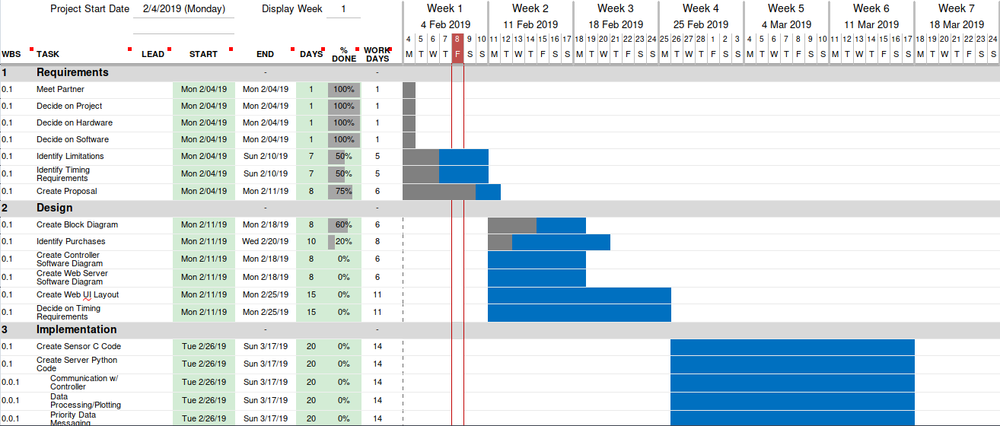 Project Start Date 2/4/2019 (Monday) Display Week 1 Week 1 Week 2 Week 3 Week 4 Week 5 Week 6 Week 7
4 Feb 2019 11 Feb 2019 18 Feb 2019 25 Feb 2019 4 Mar 2019 11 Mar 2019 18 Mar 2019
4 5 6 7 8 9 10 11 12 13 14 15 16 17 18 19 20 21 22 23 24 25 26 27 28 1 2 3 4 5 6 7 8 9 10 11 12 13 14 15 16 17 18 19 20 21 22 23 24
WBS TASK LEAD START END DAYS % DONE WORK DAYS M T W T F S S M T W T F S S M T W T F S S M T W T F S S M T W T F S S M T W T F S S M T W T F S S
1 Requirements - -
0.1 Meet Partner Mon 2/04/19 Mon 2/04/19 1 100% 1
0.1 Decide on Project Mon 2/04/19 Mon 2/04/19 1 100% 1
0.1 Decide on Hardware Mon 2/04/19 Mon 2/04/19 1 100% 1
0.1 Decide on Software Mon 2/04/19 Mon 2/04/19 1 100% 1
0.1 Identify Limitations Mon 2/04/19 Sun 2/10/19 7 50% 5
0.1 Identify Timing Requirements Mon 2/04/19 Sun 2/10/19 7 50% 5
0.1 Create Proposal Mon 2/04/19 Mon 2/11/19 8 75% 6
2 Design - -
0.1 Create Block Diagram Mon 2/11/19 Mon 2/18/19 8 60% 6
0.1 Identify Purchases Mon 2/11/19 Wed 2/20/19 10 20% 8
0.1 Create Controller Software Diagram Mon 2/11/19 Mon 2/18/19 8 0% 6
0.1 Create Web Server Software Diagram Mon 2/11/19 Mon 2/18/19 8 0% 6
0.1 Create Web UI Layout Mon 2/11/19 Mon 2/25/19 15 0% 11
0.1 Decide on Timing Requirements Mon 2/11/19 Mon 2/25/19 15 0% 11
3 Implementation - -
0.1 Create Sensor C Code Tue 2/26/19 Sun 3/17/19 20 0% 14
0.1 Create Server Python Code Tue 2/26/19 Sun 3/17/19 20 0% 14
0.0.1 Communication w/ Controller Tue 2/26/19 Sun 3/17/19 20 0% 14
0.0.1 Data Processing/Plotting Tue 2/26/19 Sun 3/17/19 20 0% 14
0.0.1 Priority Data Messaging Tue 2/26/19 Sun 3/17/19 20 0% 14